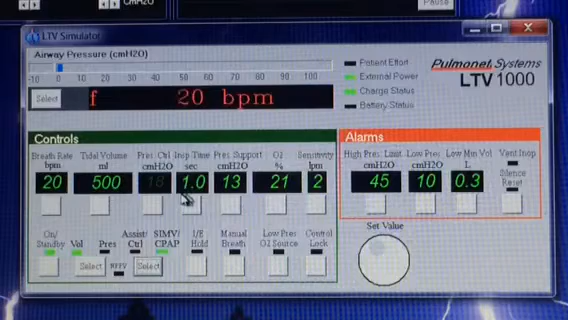 CmH2O
Pause
LTV Simulator
Airway Pressure (cmH2O)
-10 0 10 20 30 40 50 60 70 80 90 100
Select
f 20 bpm
Patient Effort
External Power
Charge Status
Battery Status
Pulmonet Systems
LTV 1000
Controls
Alarms
Breath Rate
bpm
Tidal Volume
ml
Pres. Ctrl
cmH2O
Insp Time
sec
Pres. Support
cmH2O
O2
%
Sensitivity
lpm
High Pres. Limit
cmH2O
Low Pres
cmH2O
Low Min Vol
L
Vent Inop
Silence
Reset
20 500 18 1.0 13 21 2 45 10 0.3
On/
Standby
Vol
Pres
Assist/
Ctrl
SIMV/
CPAP
I/E
Hold
Manual
Breath
Low Pres
O2 Source
Control
Lock
Select
NPPV
Select
Set Value